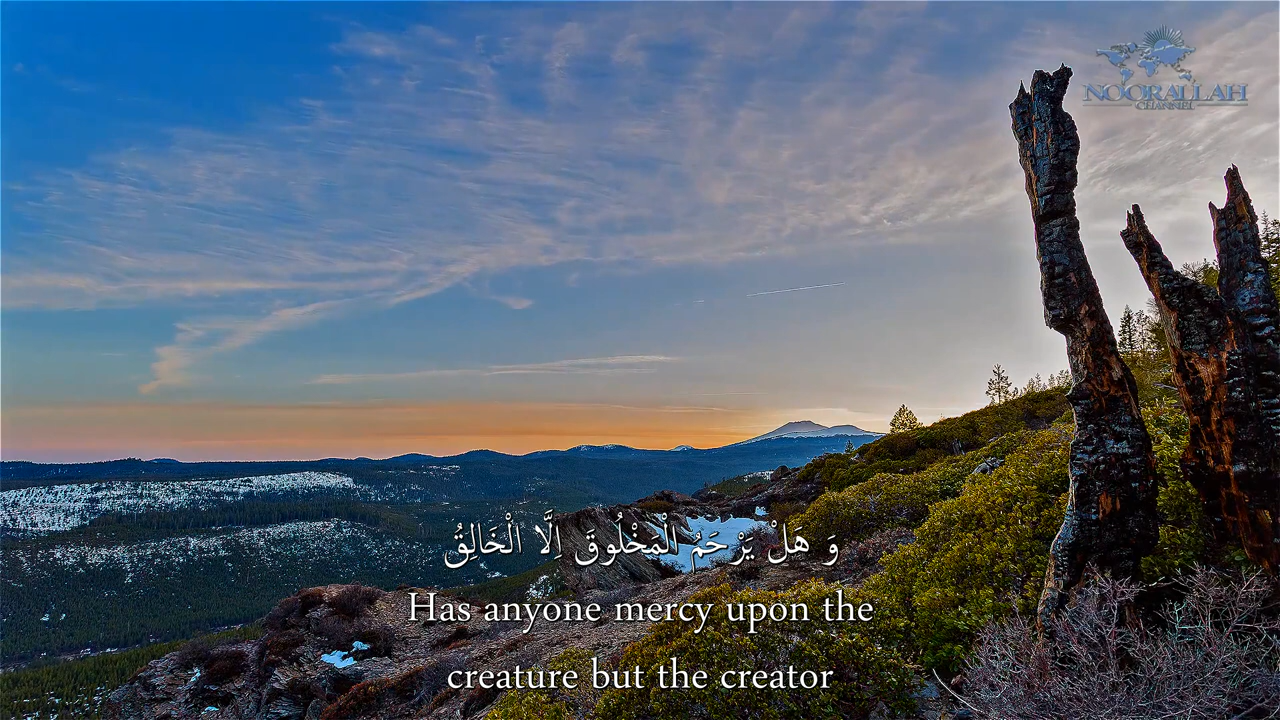 NOORALLAH
CHANNEL
وَ هَلْ يَرْحَمُ الْمَخْلُوقَ اِلَّا الْخَالِقُ
Has anyone mercy upon the
creature but the creator